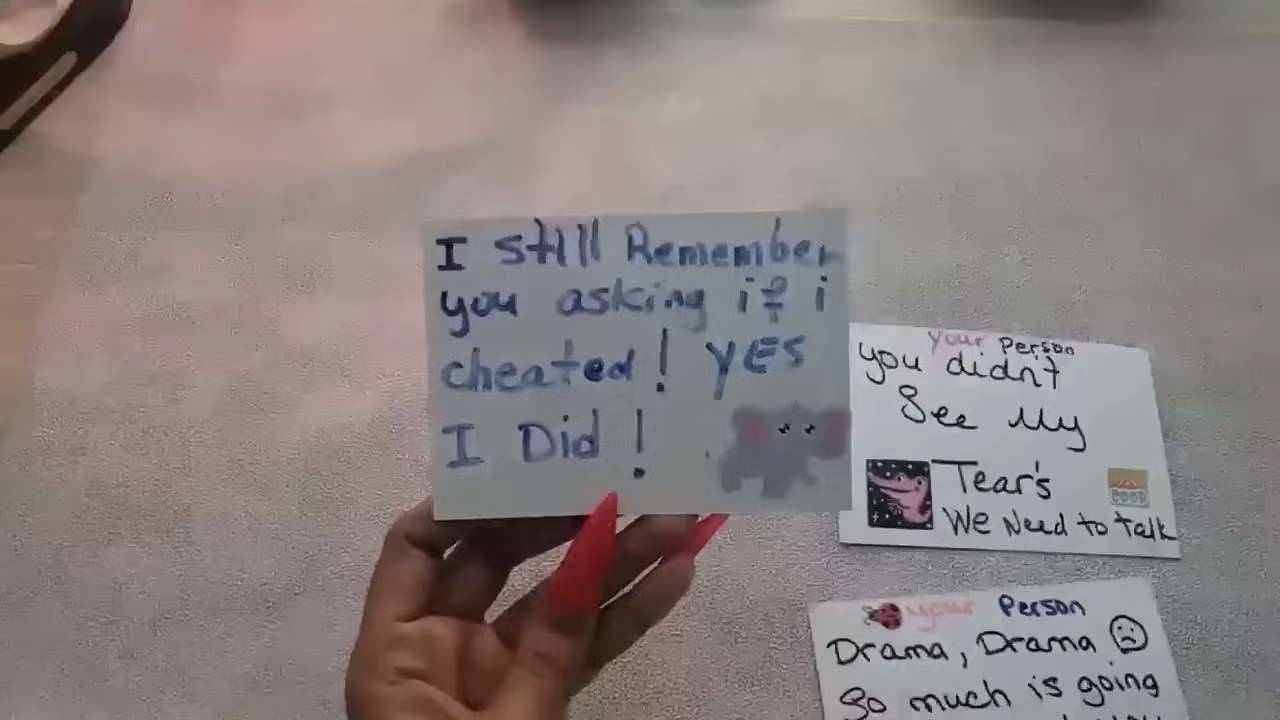 I still Remember
you asking if i
cheated! YES
I Did!
your Person
you didn't
See My
Tear's
We Need to talk
your Person
Drama, Drama
So much is going